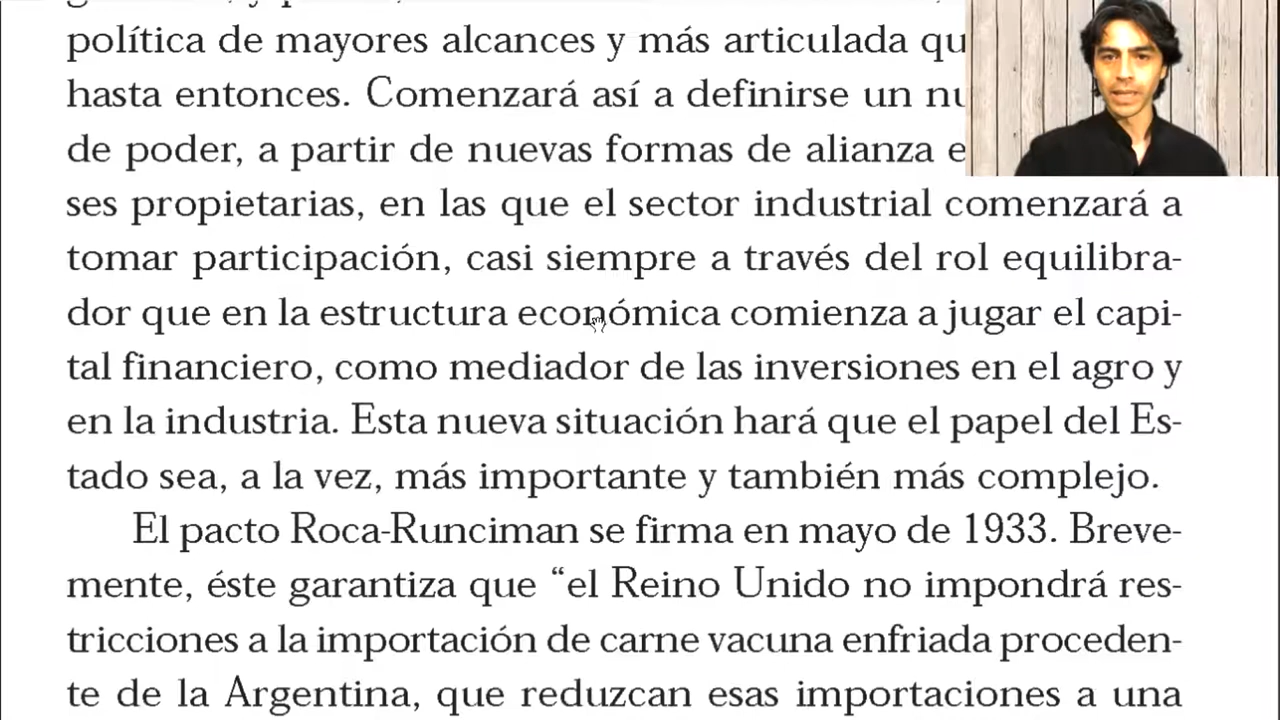 política de mayores alcances y más articulada
hasta entonces. Comenzará así a definirse un
de poder, a partir de nuevas formas de alianza
ses propietarias, en las que el sector industrial comenzará a
tomar participación, casi siempre a través del rol equilibra-
dor que en la estructura económica comienza a jugar el capi-
tal financiero, como mediador de las inversiones en el agro y
en la industria. Esta nueva situación hará que el papel del Es-
tado sea, a la vez, más importante y también más complejo.
El pacto Roca-Runciman se firma en mayo de 1933. Breve-
mente, éste garantiza que “el Reino Unido no impondrá res-
tricciones a la importación de carne vacuna enfriada proceden-
te de la Argentina, que reduzcan esas importaciones a una